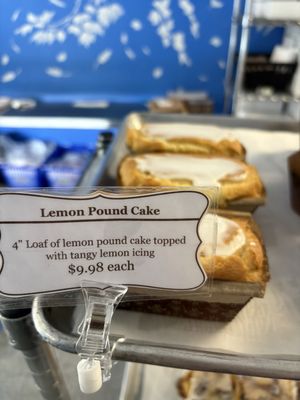 Lemon Pound Cake
4" Loaf of lemon pound cake topped
with tangy lemon icing
$9.98 each